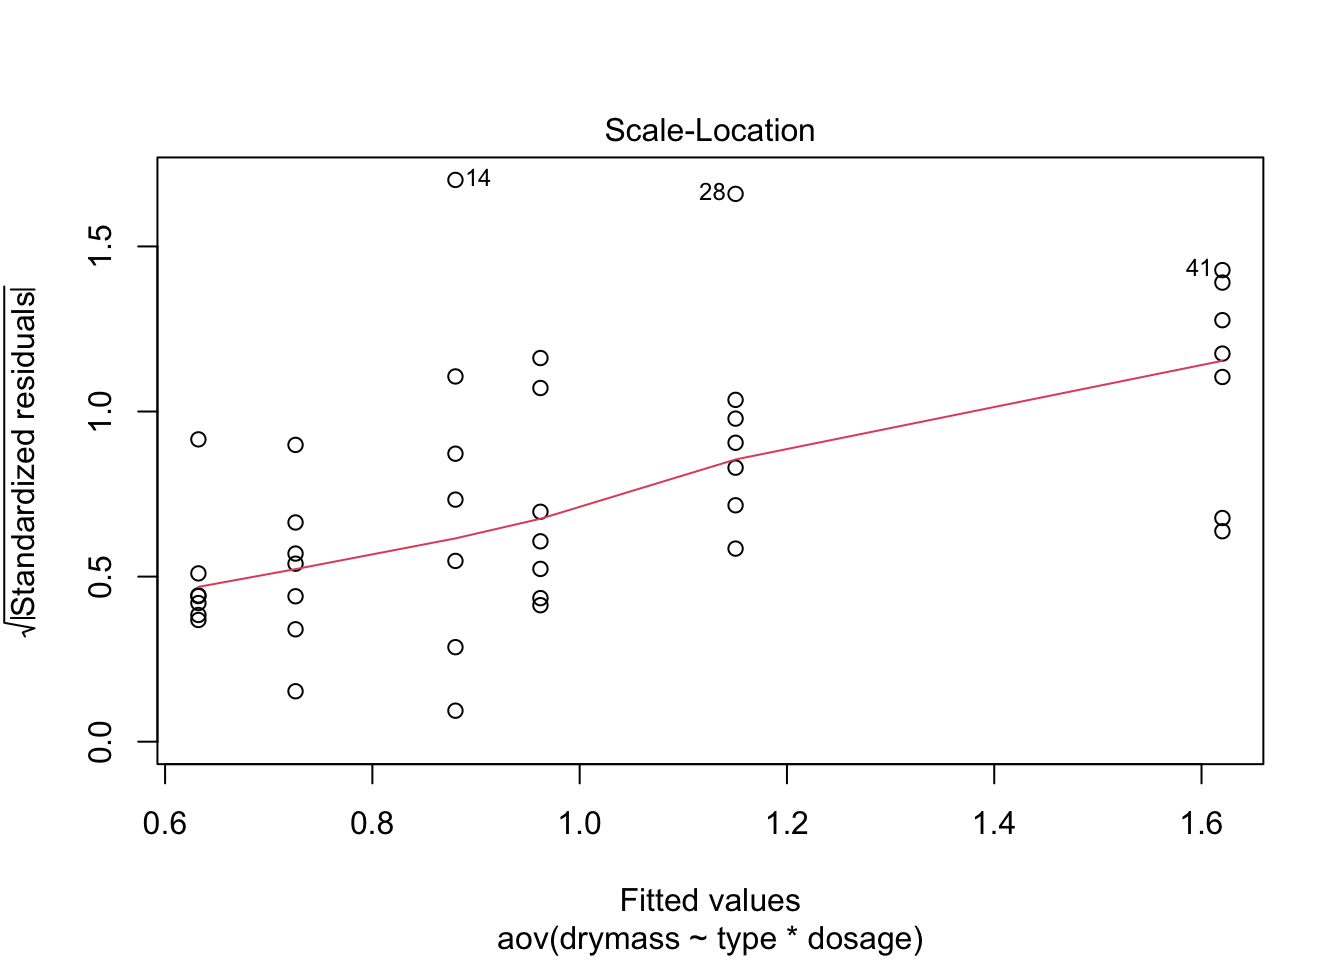 Scale-Location
14
28
41
1.5
1.0
0.5
0.0
√|Standardized residuals|
0.6 0.8 1.0 1.2 1.4 1.6
Fitted values
aov(drymass ~ type * dosage)